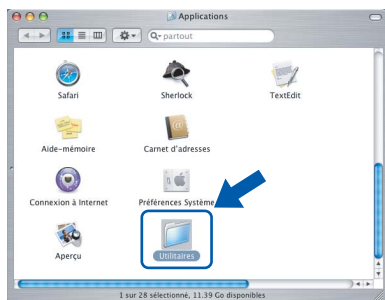 Applications
partout
Safari
Sherlock
TextEdit
Aide-mémoire
Carnet d'adresses
Connexion à Internet
Préférences Système
Aperçu
Utilitaires
1 sur 28 sélectionné, 11.39 Go disponibles